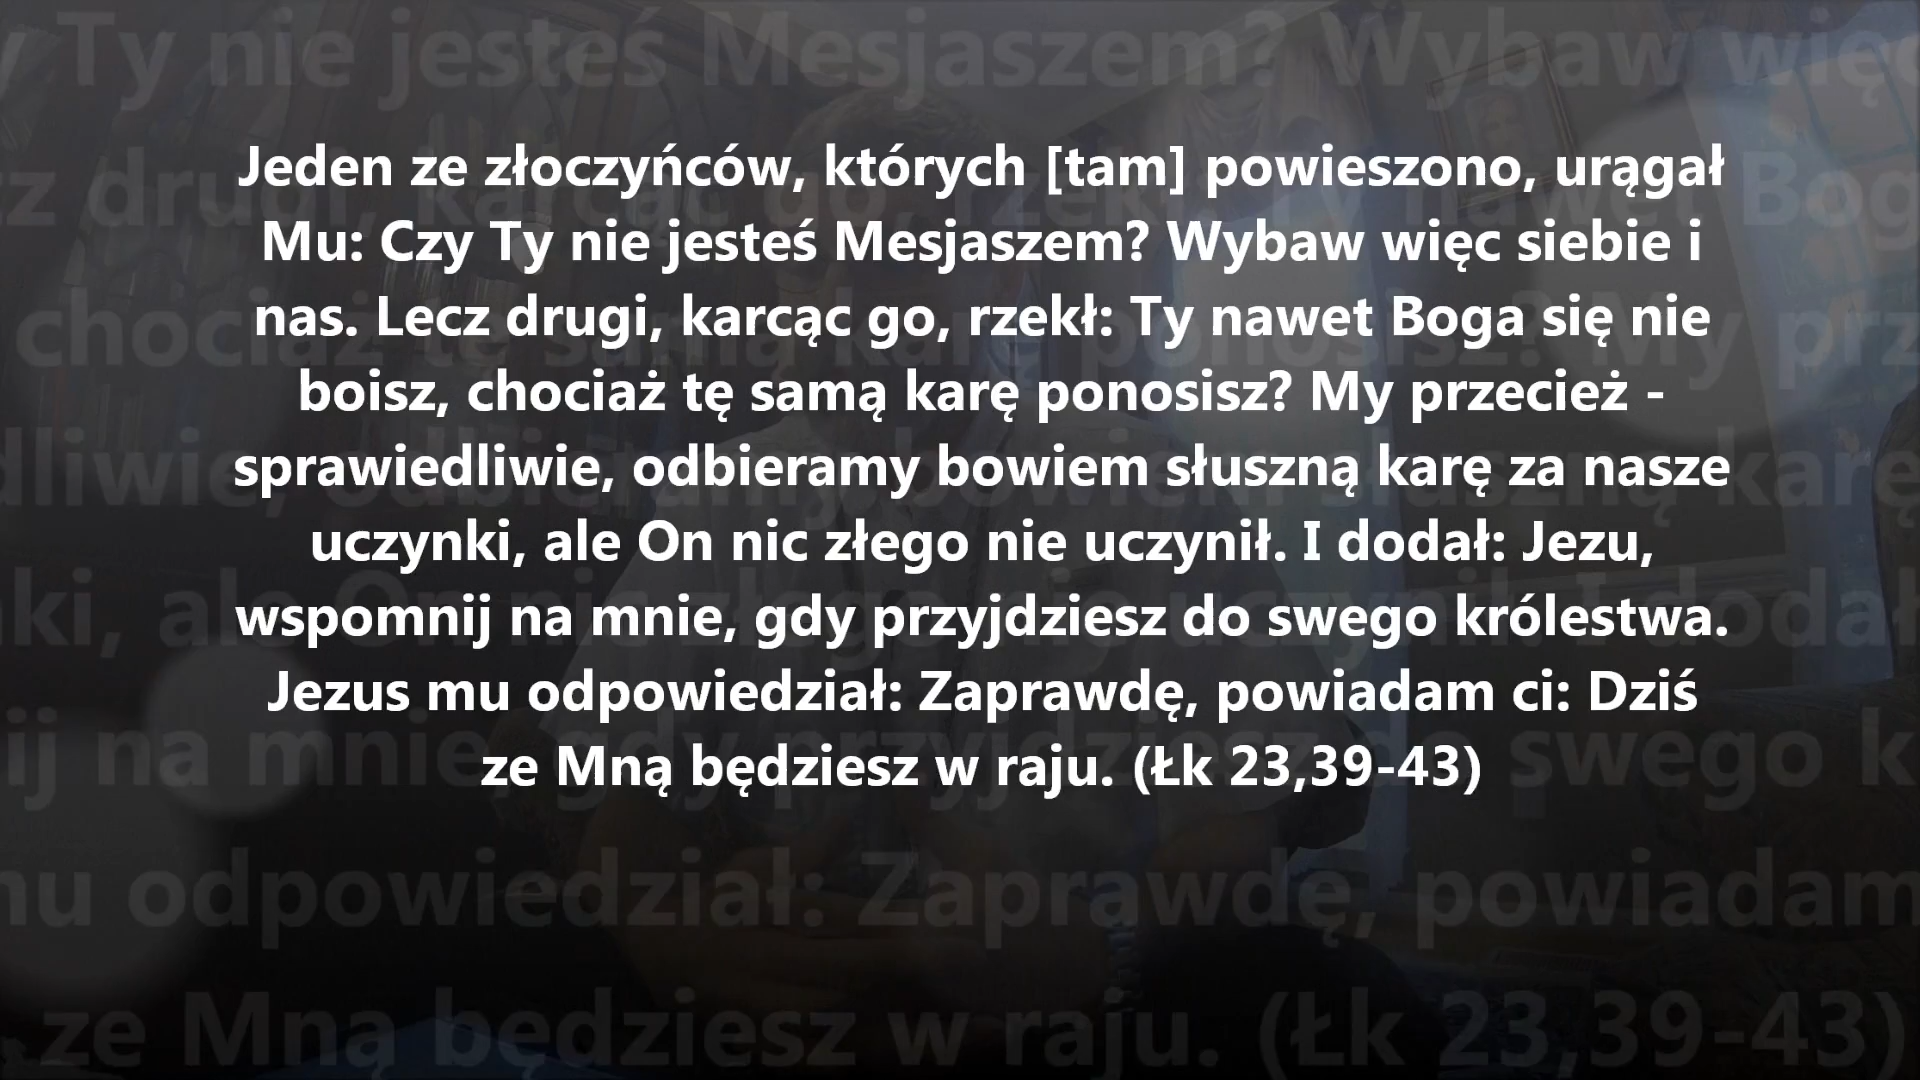 Jeden ze złoczyńców, których [tam] powieszono, urągał
Mu: Czy Ty nie jesteś Mesjaszem? Wybaw więc siebie i
nas. Lecz drugi, karcąc go, rzekł: Ty nawet Boga się nie
boisz, chociaż tę samą karę ponosisz? My przecież -
sprawiedliwie, odbieramy bowiem słuszną karę za nasze
uczynki, ale On nic złego nie uczynił. I dodał: Jezu,
wspomnij na mnie, gdy przyjdziesz do swego królestwa.
Jezus mu odpowiedział: Zaprawdę, powiadam ci: Dziś
ze Mną będziesz w raju. (Łk 23,39-43)